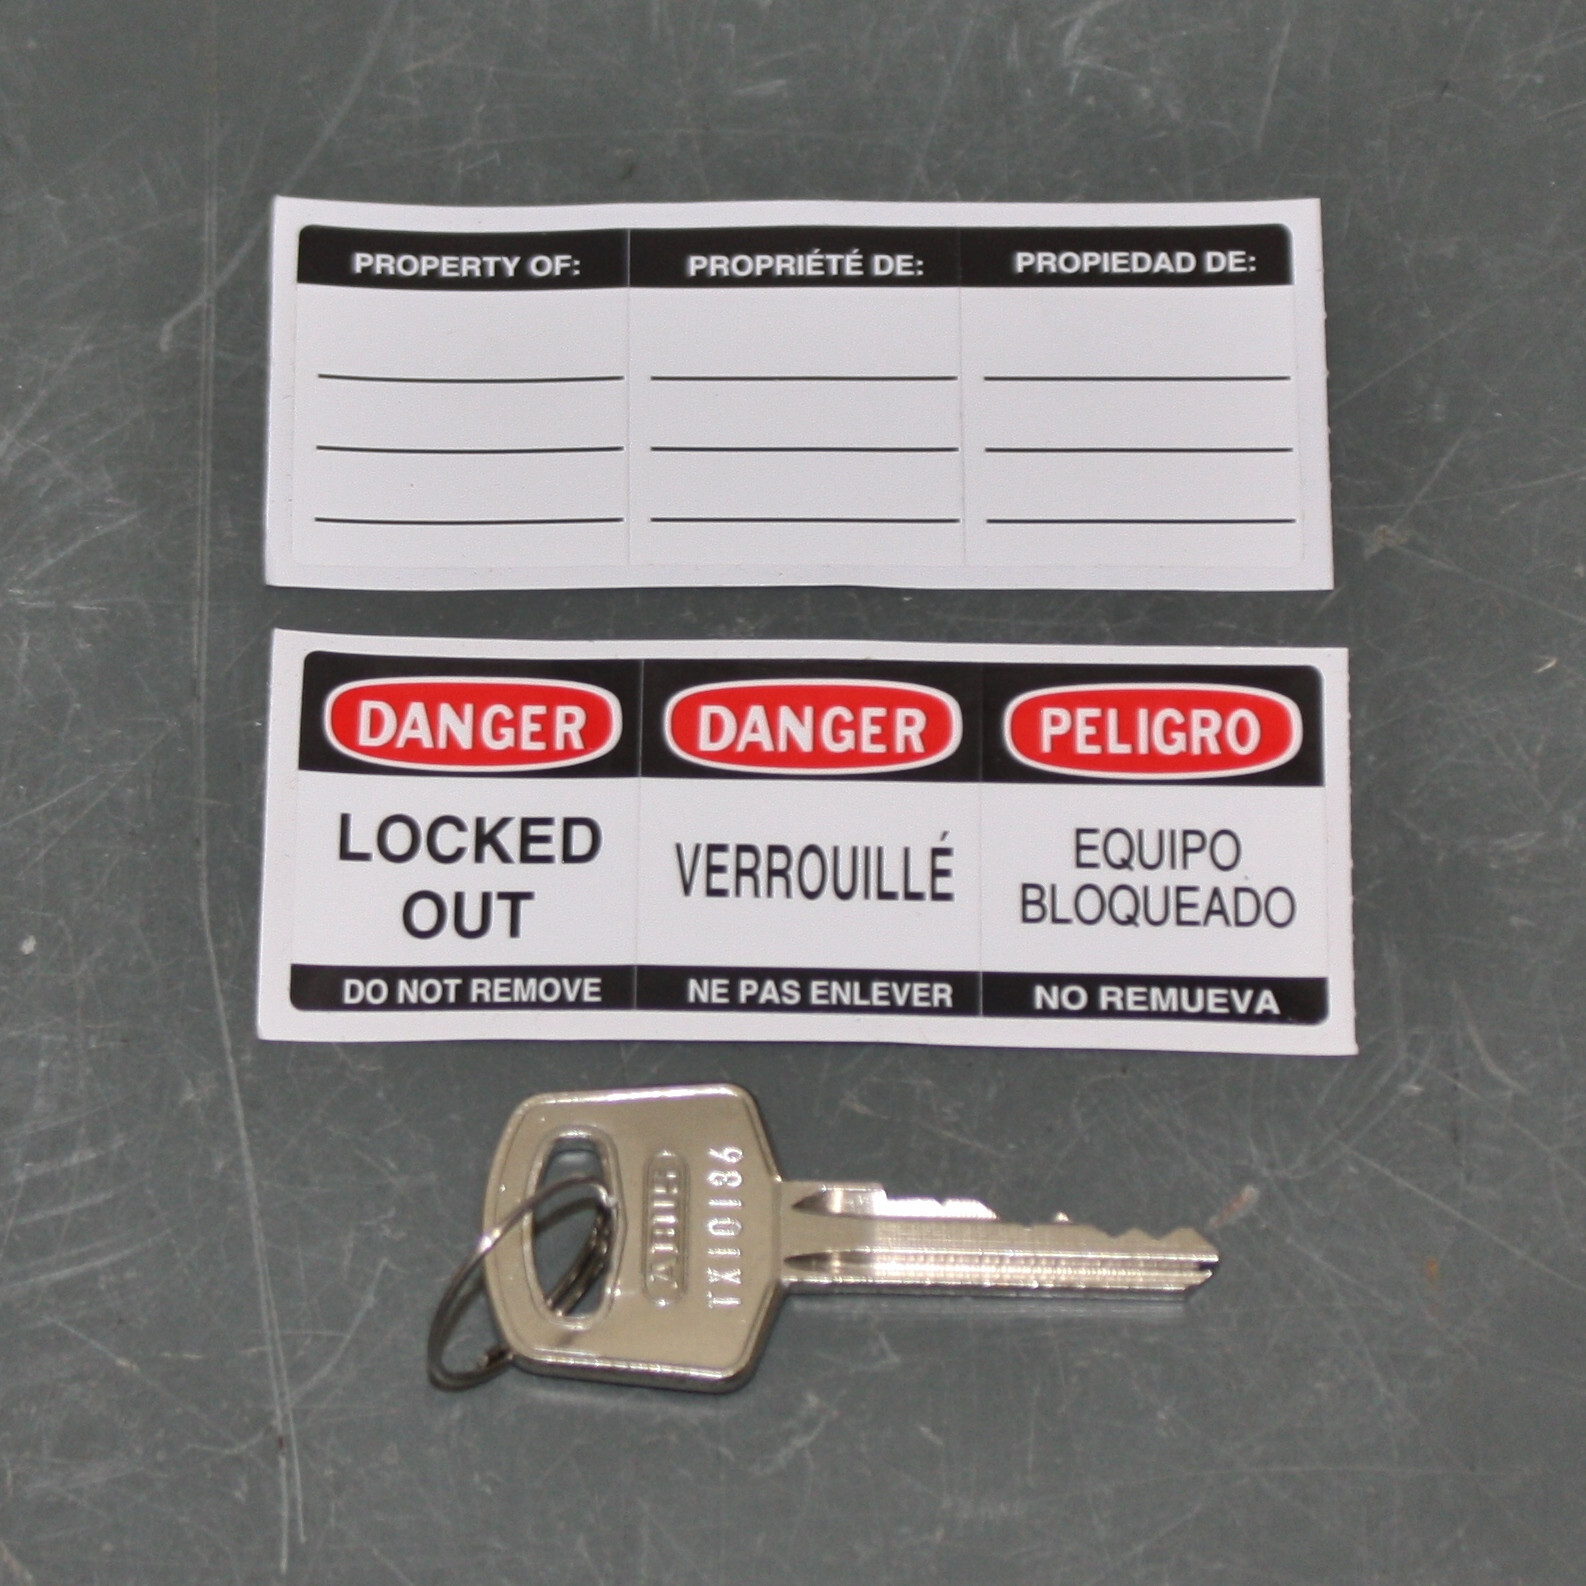 PROPERTY OF: PROPRIÉTÉ DE: PROPIEDAD DE:
DANGER
LOCKED
OUT
DO NOT REMOVE
DANGER
VERROUILLÉ
NE PAS ENLEVER
PELIGRO
EQUIPO
BLOQUEADO
NO REMUEVA
ABUS
TX10136